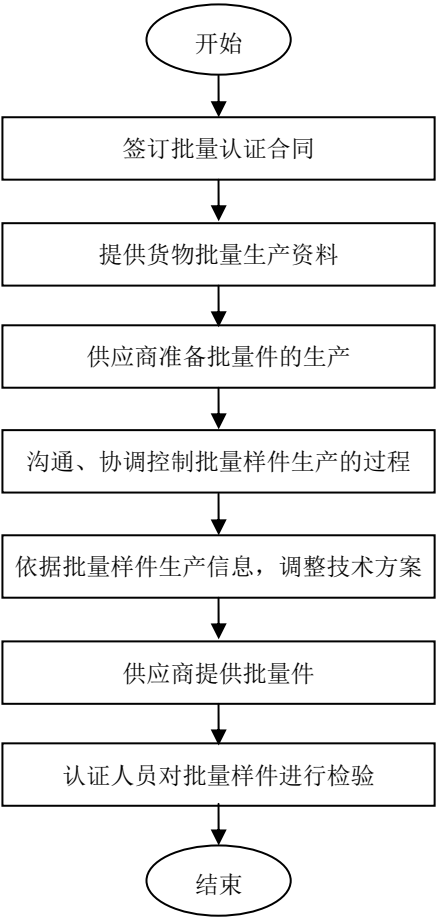 开始
签订批量认证合同
提供货物批量生产资料
供应商准备批量件的生产
沟通、协调控制批量样件生产的过程
依据批量样件生产信息，调整技术方案
供应商提供批量件
认证人员对批量样件进行检验
结束